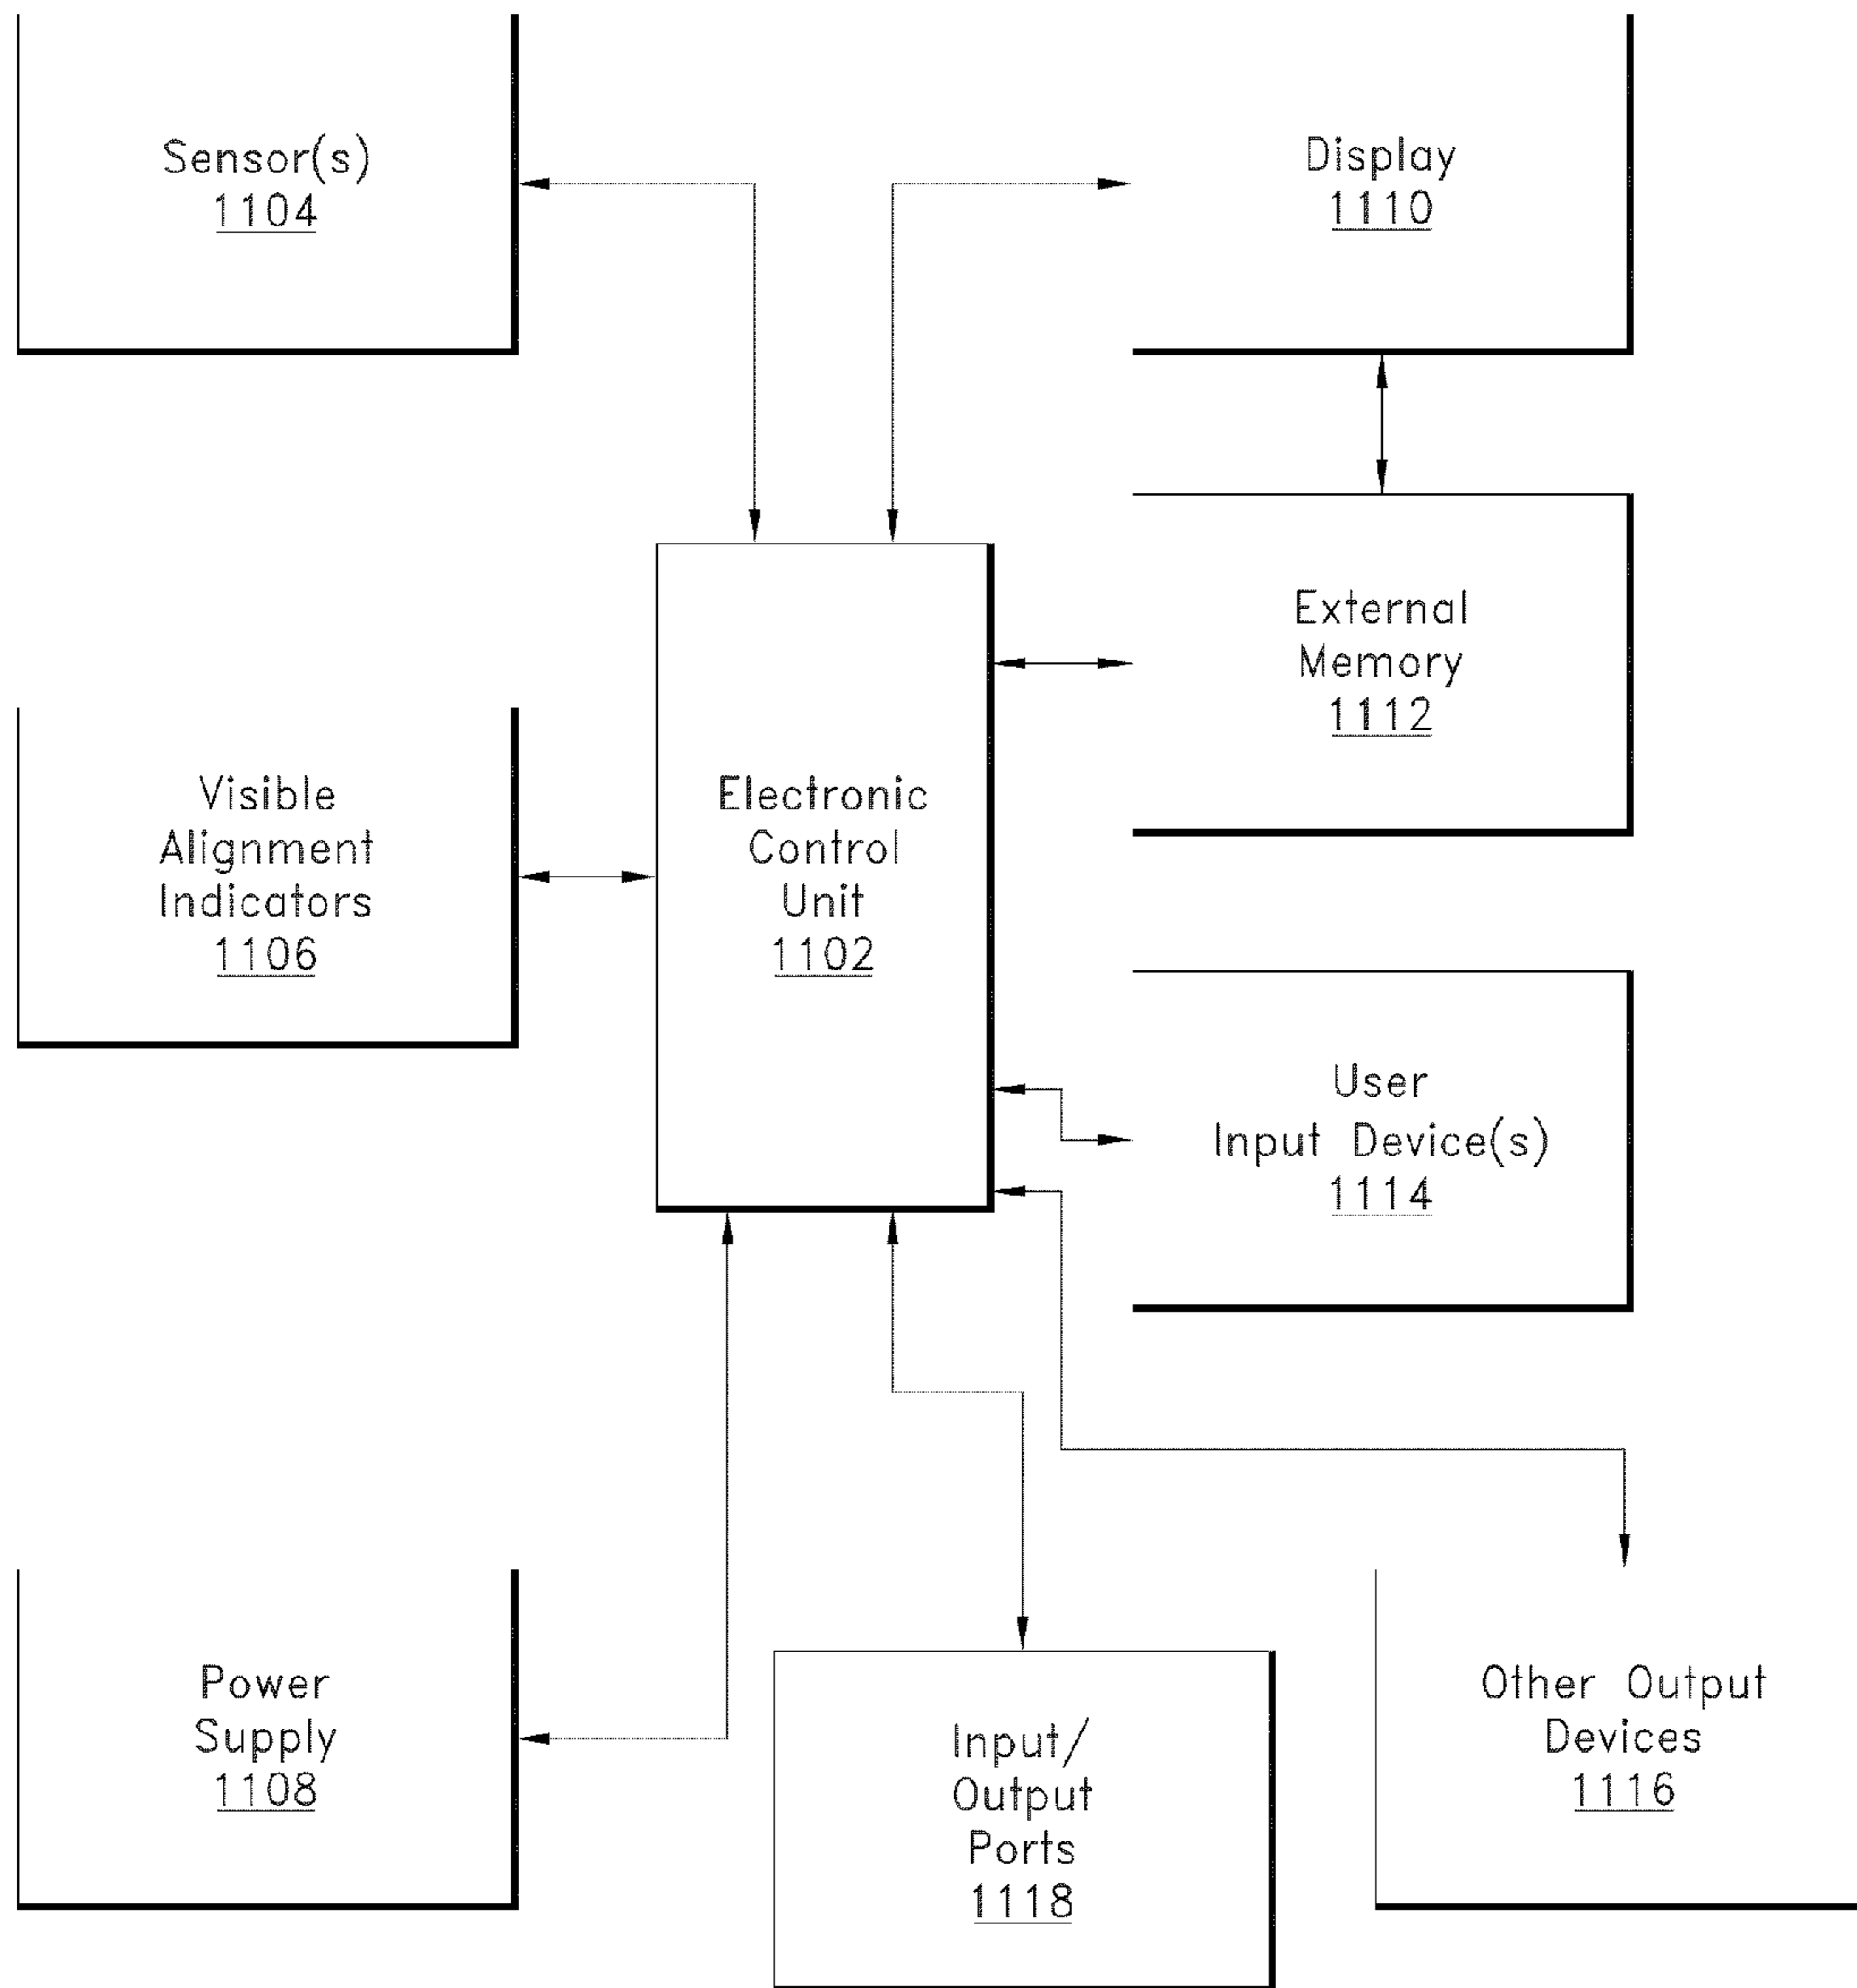 Sensor(s)
1104
Display
1110
External
Memory
1112
Visible
Alignment
Indicators
1106
Electronic
Control
Unit
1102
User
Input Device(s)
1114
Power
Supply
1108
Input/
Output
Ports
1118
Other Output
Devices
1116